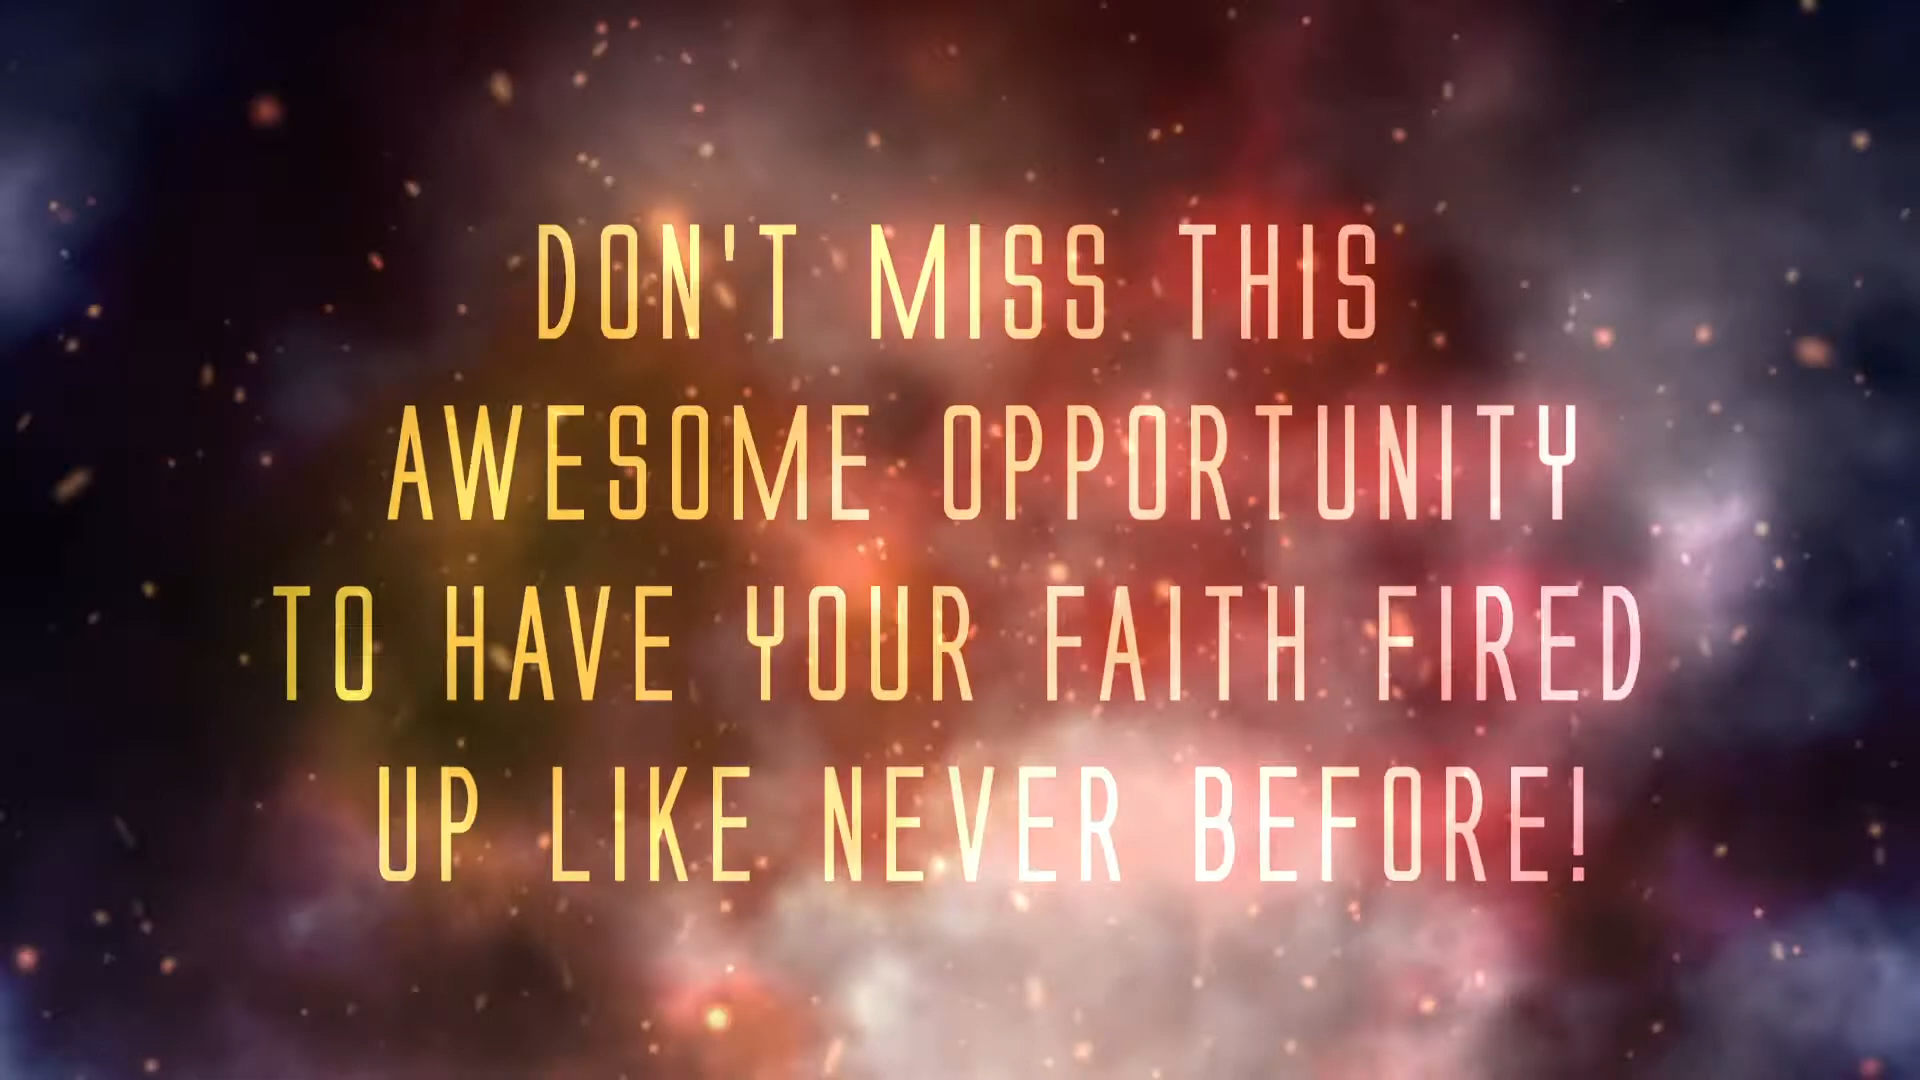 DON'T MISS THIS
AWESOME OPPORTUNITY
TO HAVE YOUR FAITH FIRED
UP LIKE NEVER BEFORE!